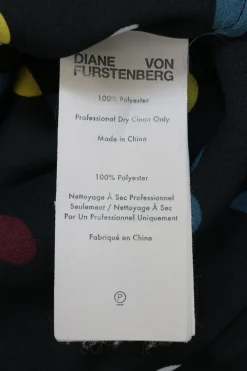 DIANE VON
FURSTENBERG
100% Polyester
Professional Dry Clean Only
Made in China
100% Polyester
Nettoyage À Sec Professionnel
Seulement / Nettoyage À Sec
Par Un Professionnel Uniquement
Fabriqué en Chine
P